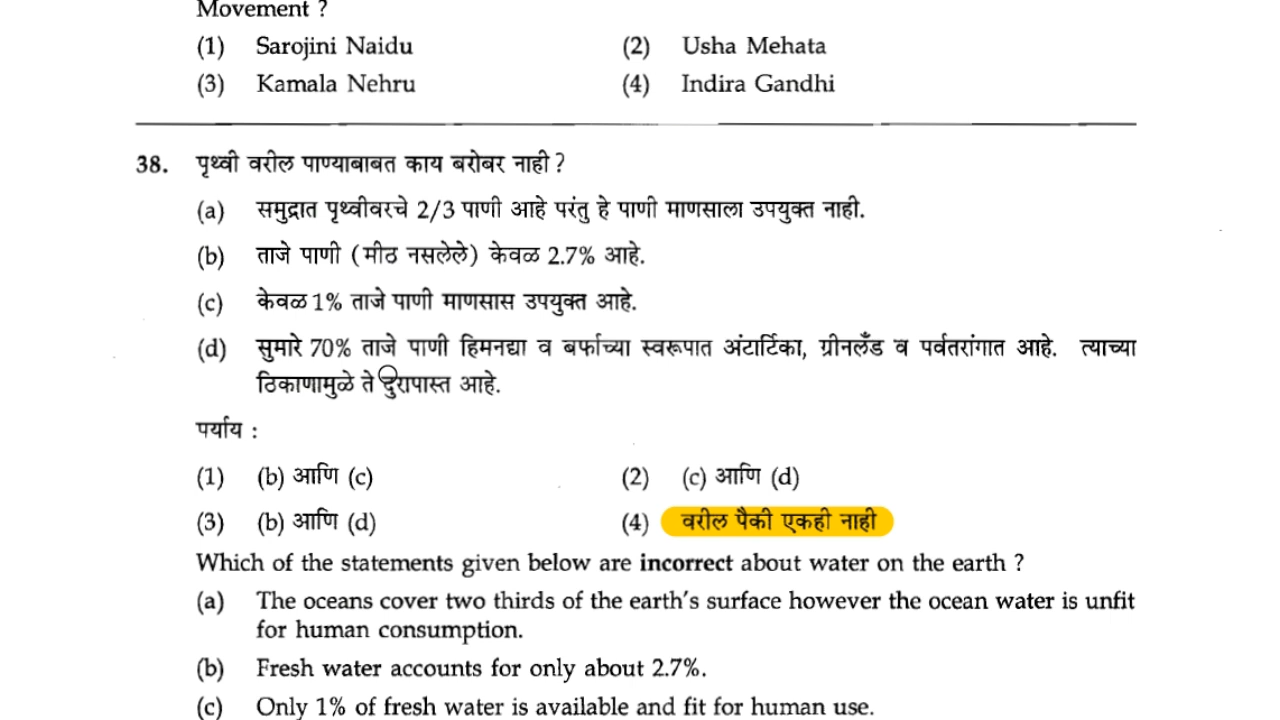 Movement ?
(1) Sarojini Naidu (2) Usha Mehata
(3) Kamala Nehru (4) Indira Gandhi
38. पृथ्वी वरील पाण्याबाबत काय बरोबर नाही ?
(a) समुद्रात पृथ्वीवरचे 2/3 पाणी आहे परंतु हे पाणी माणसाला उपयुक्त नाही.
(b) ताजे पाणी (मीठ नसलेले) केवळ 2.7% आहे.
(c) केवळ 1% ताजे पाणी माणसास उपयुक्त आहे.
(d) सुमारे 70% ताजे पाणी हिमनद्या व बर्फाच्या स्वरूपात अंटार्टिका, ग्रीनलँड व पर्वतरांगात आहे. त्याच्या
ठिकाणामुळे ते दुरापास्त आहे.
पर्याय :
(1) (b) आणि (c) (2) (c) आणि (d)
(3) (b) आणि (d) (4) वरील पैकी एकही नाही
Which of the statements given below are incorrect about water on the earth ?
(a) The oceans cover two thirds of the earth's surface however the ocean water is unfit
for human consumption.
(b) Fresh water accounts for only about 2.7%.
(c) Only 1% of fresh water is available and fit for human use.